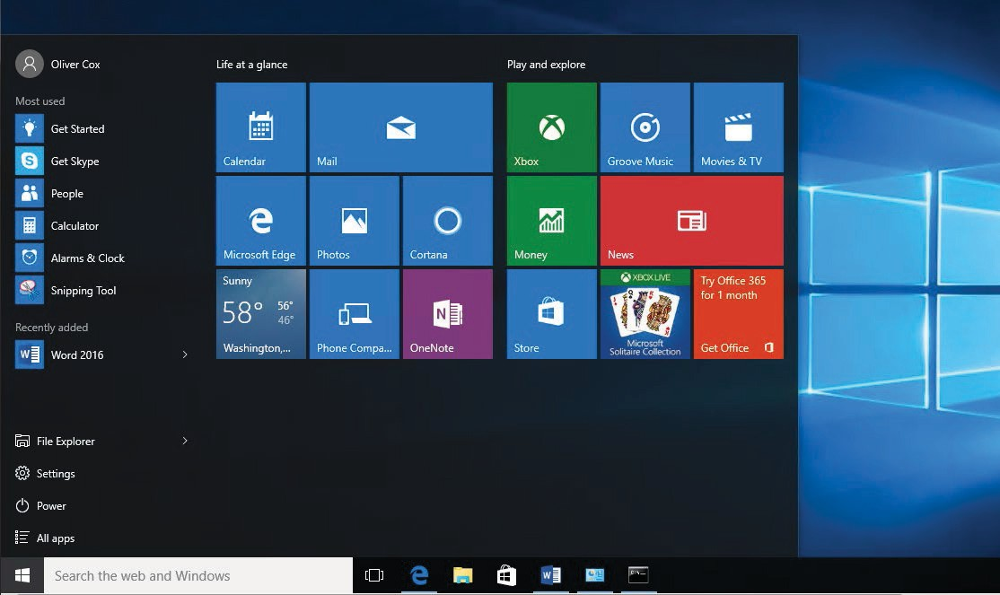 Oliver Cox
Most used
Get Started
Get Skype
People
Calculator
Alarms & Clock
Snipping Tool
Recently added
Word 2016
File Explorer
Settings
Power
All apps
Search the web and Windows
Life at a glance
Calendar
Mail
Microsoft Edge
Photos
Cortana
Sunny
58°
56°
46°
Washington,...
Phone Compa...
OneNote
Play and explore
Xbox
Groove Music
Movies & TV
Money
News
Store
XBOX LIVE
Microsoft
Solitaire Collection
Try Office 365
for 1 month
Get Office